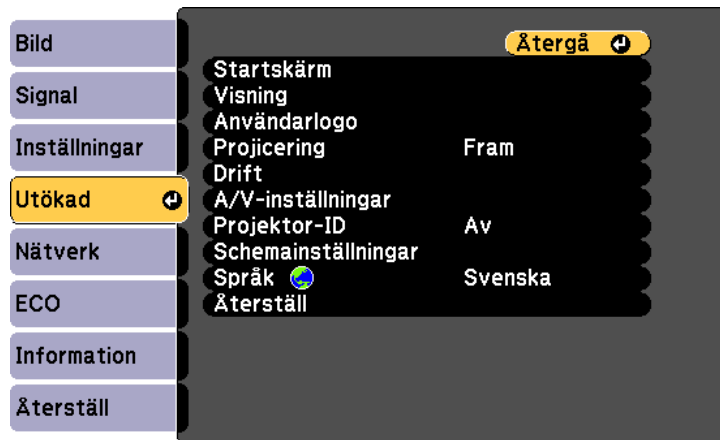 Bild
Signal
Inställningar
Utökad
Nätverk
ECO
Information
Återställ
Återgå
Startskärm
Visning
Användarlogo
Projicering Fram
Drift
A/V-inställningar
Projektor-ID Av
Schemainställningar
Språk Svenska
Återställ